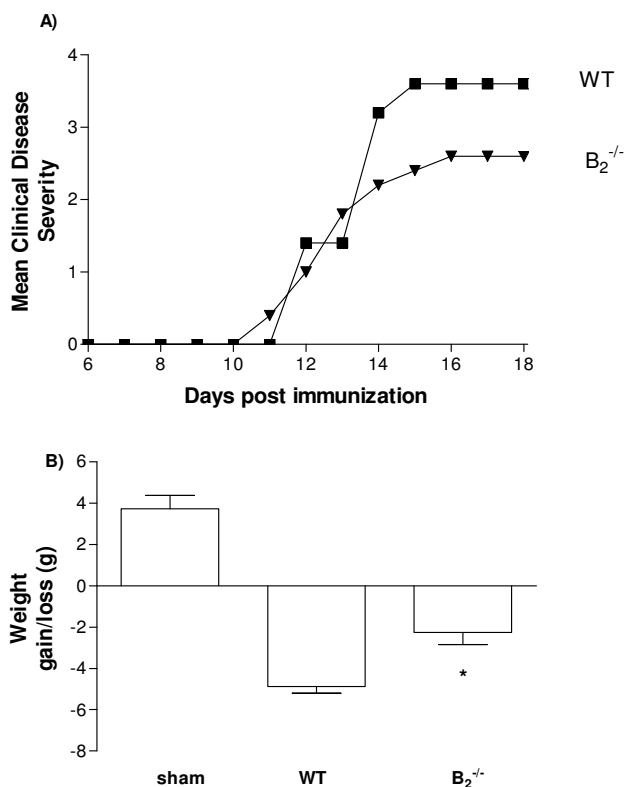 A)
4
3
2
1
0
6 8 10 12 14 16 18
Mean Clinical Disease
Severity
Days post immunization
WT
B₂⁻/⁻
B)
6
4
2
0
-2
-4
-6
-8
Weight
gain/loss (g)
*
sham WT B₂⁻/⁻